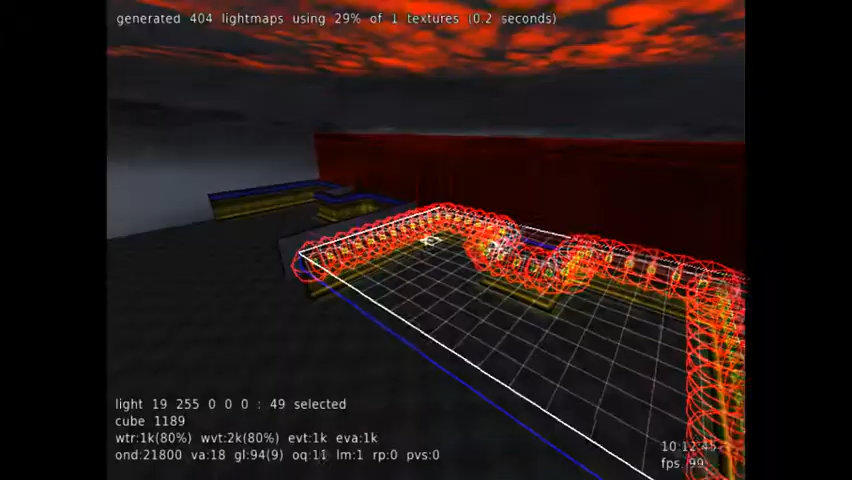 generated 404 lightmaps using 29% of 1 textures (0.2 seconds)
light 19 255 0 0 0 : 49 selected
cube 1189
wtr:1k(80%) wvt:2k(80%) evt:1k eva:1k
ond:21800 va:18 gl:94(9) oq:11 lm:1 rp:0 pvs:0
10:12:45
fps 99